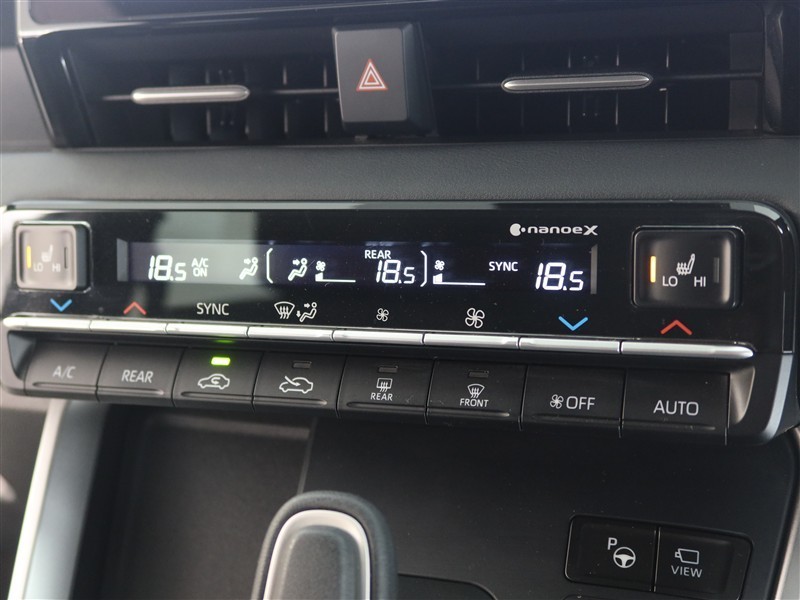 nanoeX
LO HI
18.5 A/C ON
REAR 18.5
SYNC 18.5
LO HI
SYNC
A/C
REAR
REAR
FRONT
OFF
AUTO
P
VIEW